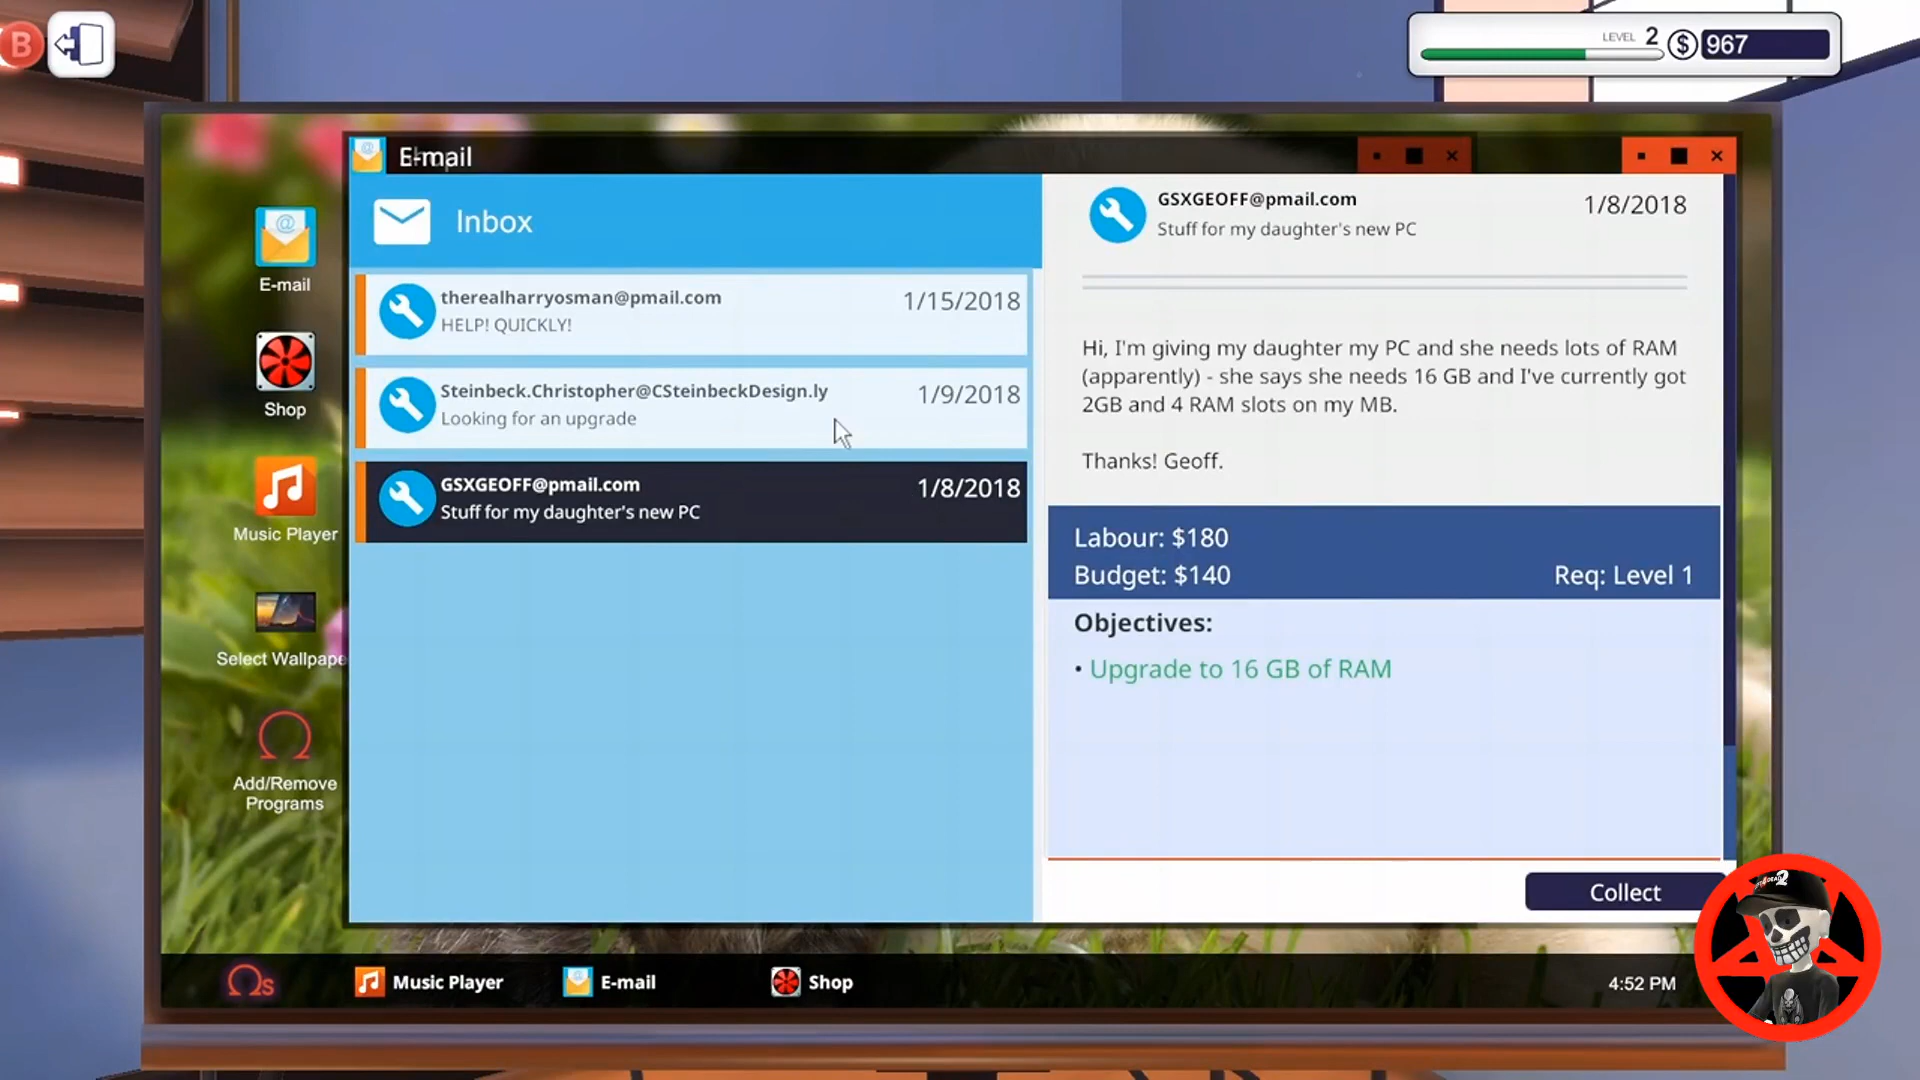 B
LEVEL 2
$ 967
E-mail
Inbox
therealharryosman@pmail.com
1/15/2018
HELP! QUICKLY!
Steinbeck.Christopher@CSteinbeckDesign.ly
1/9/2018
Looking for an upgrade
GSXGEOFF@pmail.com
1/8/2018
Stuff for my daughter's new PC
GSXGEOFF@pmail.com
1/8/2018
Stuff for my daughter's new PC
Hi, I'm giving my daughter my PC and she needs lots of RAM
(apparently) - she says she needs 16 GB and I've currently got
2GB and 4 RAM slots on my MB.
Thanks! Geoff.
Labour: $180
Budget: $140
Req: Level 1
Objectives:
• Upgrade to 16 GB of RAM
Collect
E-mail
Shop
Music Player
Select Wallpape
Add/Remove
Programs
Ωs
Music Player
E-mail
Shop
4:52 PM